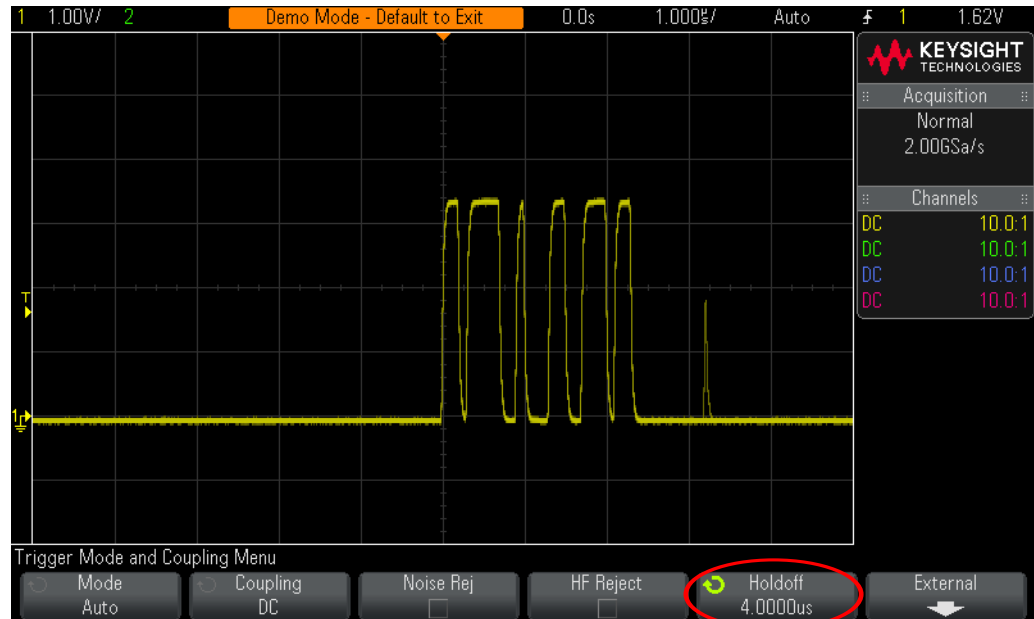 1 1.00V/ 2 Demo Mode - Default to Exit 0.0s 1.000µs/ Auto 1 1.62V
KEYSIGHT
TECHNOLOGIES
Acquisition
Normal
2.00GSa/s
Channels
DC 10.0:1
DC 10.0:1
DC 10.0:1
DC 10.0:1
T
1
Trigger Mode and Coupling Menu
Mode Coupling Noise Rej HF Reject Holdoff External
Auto DC 4.0000us